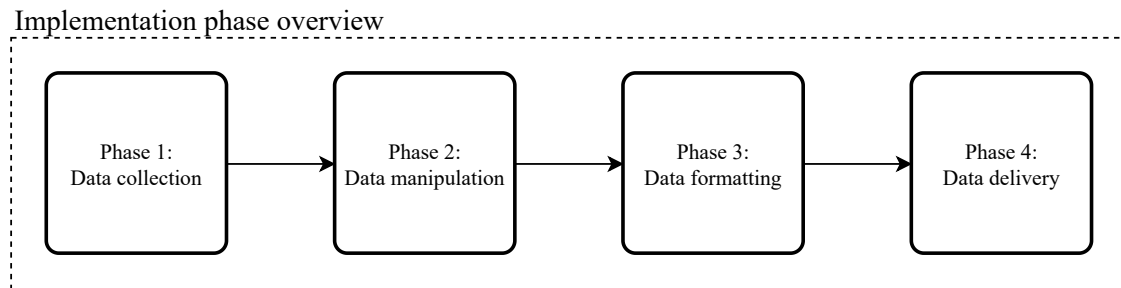 Implementation phase overview
Phase 1:
Data collection
Phase 2:
Data manipulation
Phase 3:
Data formatting
Phase 4:
Data delivery